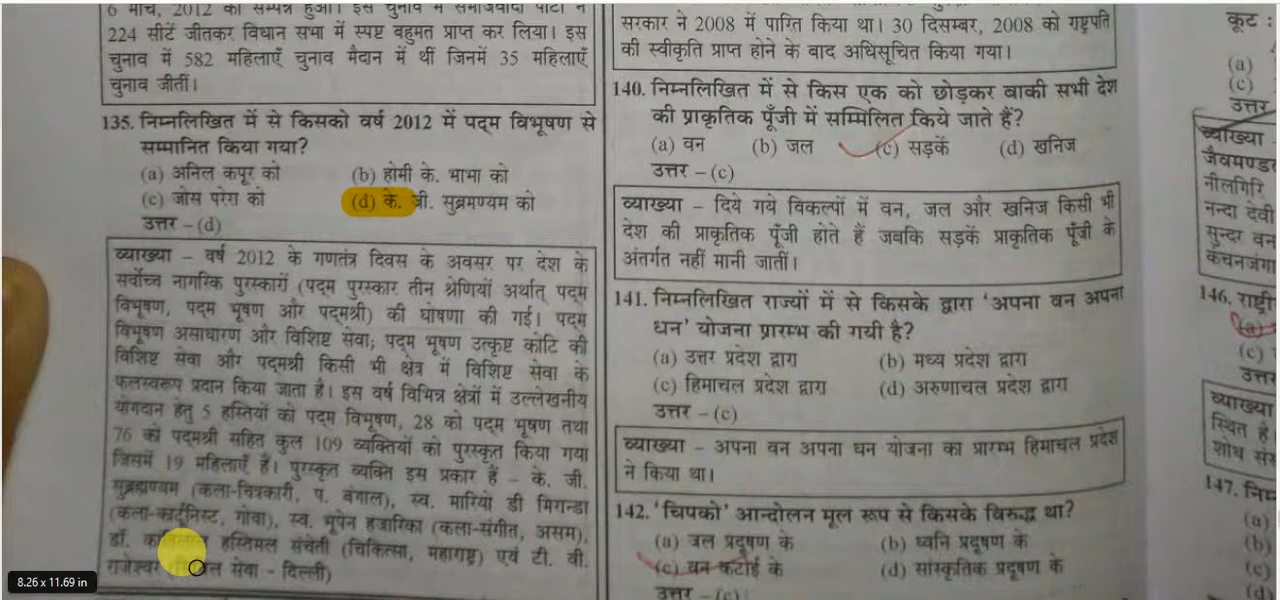 6 मार्च, 2012 को सम्पन्न हुआ। इस चुनाव में समाजवादी पार्टी ने
224 सीटें जीतकर विधान सभा में स्पष्ट बहुमत प्राप्त कर लिया। इस
चुनाव में 582 महिलाएँ चुनाव मैदान में थीं जिनमें 35 महिलाएँ
चुनाव जीतीं।
135. निम्नलिखित में से किसको वर्ष 2012 में पद्म विभूषण से
सम्मानित किया गया?
(a) अनिल कपूर को (b) होमी के. भाभा को
(c) जोस परेरा को (d) के. जी. सुब्रमण्यम को
उत्तर – (d)
व्याख्या – वर्ष 2012 के गणतंत्र दिवस के अवसर पर देश के
सर्वोच्च नागरिक पुरस्कारों (पद्म पुरस्कार तीन श्रेणियों अर्थात् पद्म
विभूषण, पद्म भूषण और पद्मश्री) की घोषणा की गई। पद्म
विभूषण असाधारण और विशिष्ट सेवा; पद्म भूषण उत्कृष्ट कोटि की
विशिष्ट सेवा और पद्मश्री किसी भी क्षेत्र में विशिष्ट सेवा के
फलस्वरूप प्रदान किया जाता है। इस वर्ष विभिन्न क्षेत्रों में उल्लेखनीय
योगदान हेतु 5 हस्तियों को पद्म विभूषण, 28 को पद्म भूषण तथा
76 को पद्मश्री सहित कुल 109 व्यक्तियों को पुरस्कृत किया गया
जिसमें 19 महिलाएँ हैं। पुरस्कृत व्यक्ति इस प्रकार हैं – के. जी.
सुब्रह्मण्यम (कला-चित्रकारी, प. बंगाल), स्व. मारियो डी मिराण्डा
(कला-कार्टूनिस्ट, गोवा), स्व. भूपेन हजारिका (कला-संगीत, असम),
डॉ. हस्तिमल संचेती (चिकित्सा, महाराष्ट्र) एवं टी. वी.
राजेश्वर सेवा - दिल्ली)
सरकार ने 2008 में पारित किया था। 30 दिसम्बर, 2008 को राष्ट्रपति
की स्वीकृति प्राप्त होने के बाद अधिसूचित किया गया।
140. निम्नलिखित में से किस एक को छोड़कर बाकी सभी देश
की प्राकृतिक पूँजी में सम्मिलित किये जाते हैं?
(a) वन (b) जल (c) सड़कें (d) खनिज
उत्तर – (c)
व्याख्या – दिये गये विकल्पों में वन, जल और खनिज किसी भी
देश की प्राकृतिक पूँजी होते हैं जबकि सड़कें प्राकृतिक पूँजी के
अंतर्गत नहीं मानी जातीं।
141. निम्नलिखित राज्यों में से किसके द्वारा 'अपना वन अपना
धन' योजना प्रारम्भ की गयी है?
(a) उत्तर प्रदेश द्वारा (b) मध्य प्रदेश द्वारा
(c) हिमाचल प्रदेश द्वारा (d) अरुणाचल प्रदेश द्वारा
उत्तर – (c)
व्याख्या – अपना वन अपना धन योजना का प्रारम्भ हिमाचल प्रदेश
ने किया था।
142. 'चिपको' आन्दोलन मूल रूप से किसके विरुद्ध था?
(a) जल प्रदूषण के (b) ध्वनि प्रदूषण के
(c) वन कटाई के (d) सांस्कृतिक प्रदूषण के
उत्तर – (c)
कूट :
(a)
(c)
उत्तर
व्याख्या
नीलगिरि
नन्दा देवी
सुन्दर वन
कंचनजंगा
146. राष्ट्री
(a)
(c)
उत्तर
व्याख्या
स्थित है
शोध
147. निम्
(a)
(b)
(c)
(d)
8.26 x 11.69 in